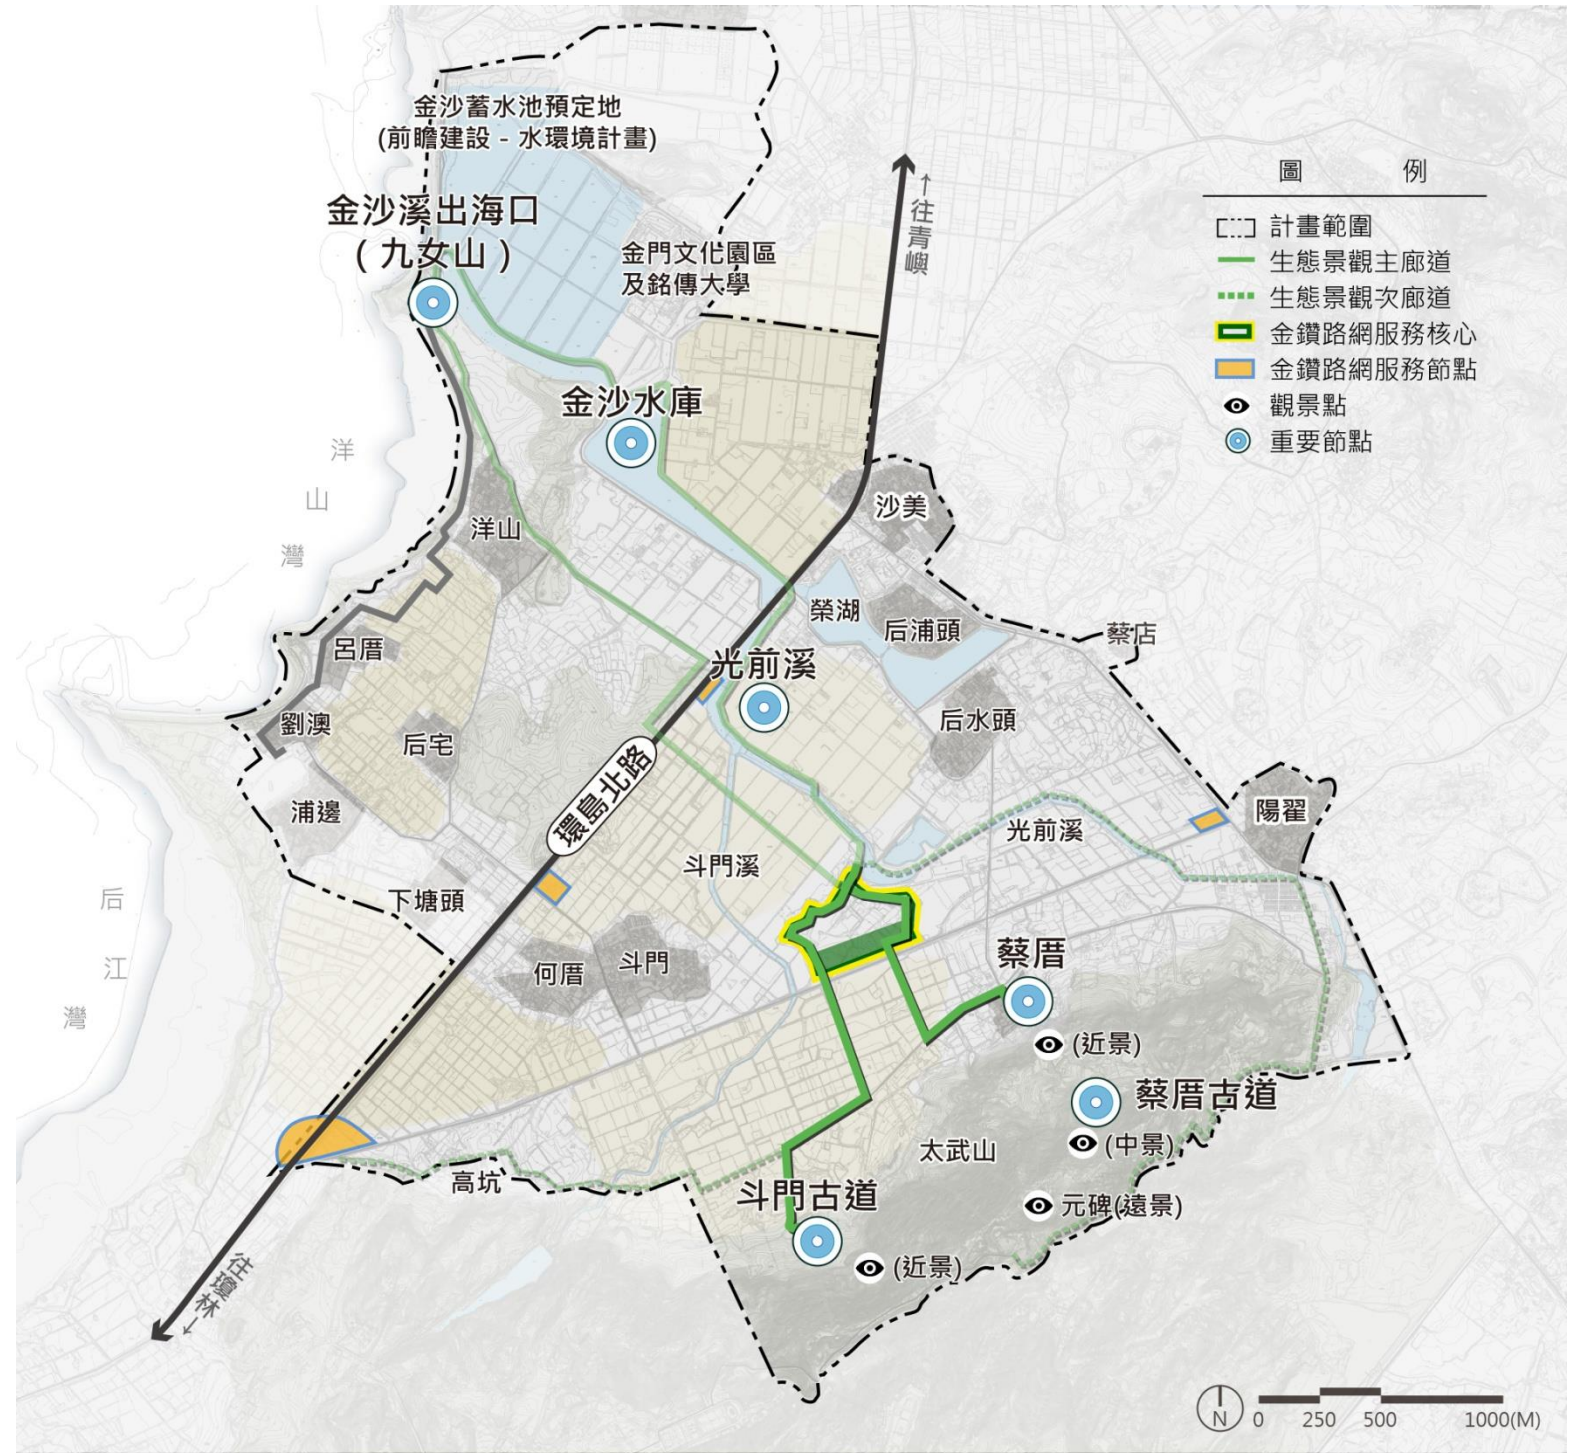 金沙蓄水池預定地
(前瞻建設 - 水環境計畫)
金沙溪出海口
(九女山)
金門文化園區
及銘傳大學
←往青嶼
圖 例
計畫範圍
生態景觀主廊道
生態景觀次廊道
金鑽路網服務核心
金鑽路網服務節點
觀景點
重要節點
金沙水庫
洋山灣
洋山
沙美
榮湖
后浦頭
蔡店
呂厝
光前溪
劉澳
后宅
后水頭
環島北路
浦邊
陽翟
光前溪
斗門溪
下塘頭
后江灣
何厝
斗門
蔡厝
(近景)
蔡厝古道
(中景)
太武山
高坑
斗門古道
元碑(遠景)
(近景)
往瓊林←
N
0 250 500 1000(M)